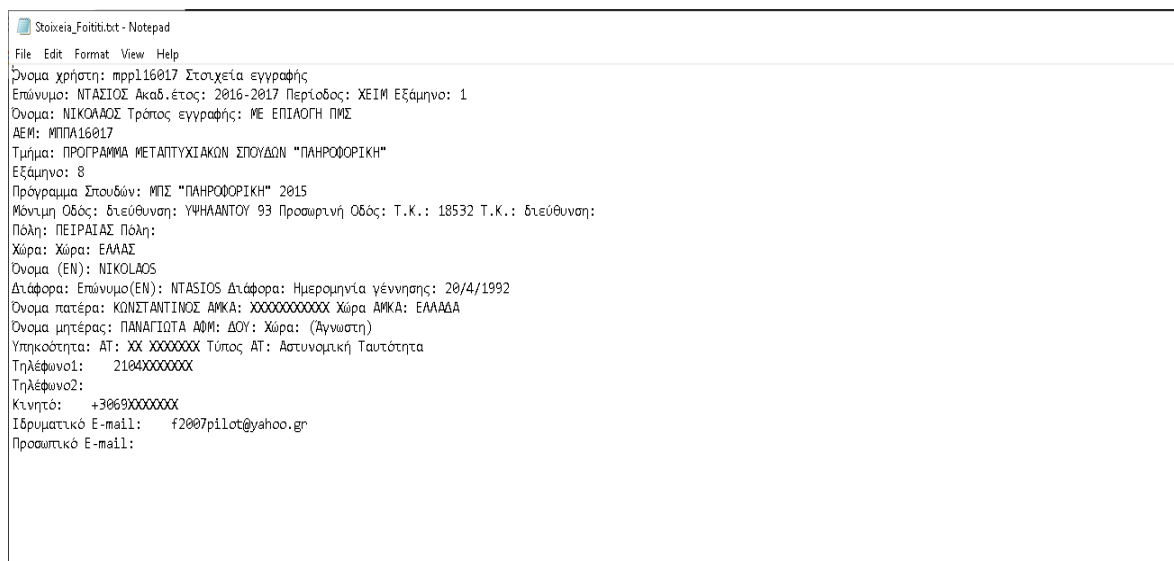 Stoixeia_Foititi.txt - Notepad
File Edit Format View Help
Όνομα χρήστη: mppl16017 Στοιχεία εγγραφής
Επώνυμο: ΝΤΑΣΙΟΣ Ακαδ.έτος: 2016-2017 Περίοδος: ΧΕΙΜ Εξάμηνο: 1
Όνομα: ΝΙΚΟΛΑΟΣ Τρόπος εγγραφής: ΜΕ ΕΠΙΛΟΓΗ ΠΜΣ
ΑΕΜ: ΜΠΠΛ16017
Τμήμα: ΠΡΟΓΡΑΜΜΑ ΜΕΤΑΠΤΥΧΙΑΚΩΝ ΣΠΟΥΔΩΝ "ΠΛΗΡΟΦΟΡΙΚΗ"
Εξάμηνο: 8
Πρόγραμμα Σπουδών: ΜΠΣ "ΠΛΗΡΟΦΟΡΙΚΗ" 2015
Μόνιμη Οδός: διεύθυνση: ΥΨΗΛΑΝΤΟΥ 93 Προσωρινή Οδός: Τ.Κ.: 18532 Τ.Κ.: διεύθυνση:
Πόλη: ΠΕΙΡΑΙΑΣ Πόλη:
Χώρα: Χώρα: ΕΛΛΑΣ
Όνομα (EN): NIKOLAOS
Διάφορα: Επώνυμο(EN): NTASIOS Διάφορα: Ημερομηνία γέννησης: 20/4/1992
Όνομα πατέρα: ΚΩΝΣΤΑΝΤΙΝΟΣ ΑΜΚΑ: XXXXXXXXXXX Χώρα ΑΜΚΑ: ΕΛΛΑΔΑ
Όνομα μητέρας: ΠΑΝΑΓΙΩΤΑ ΑΦΜ: ΔΟΥ: Χώρα: (Άγνωστη)
Υπηκοότητα: ΑΤ: XX XXXXXXX Τύπος ΑΤ: Αστυνομική Ταυτότητα
Τηλέφωνο1: 2104XXXXXXX
Τηλέφωνο2:
Κινητό: +3069XXXXXXX
Ιδρυματικό E-mail: f2007pilot@yahoo.gr
Προσωπικό E-mail: